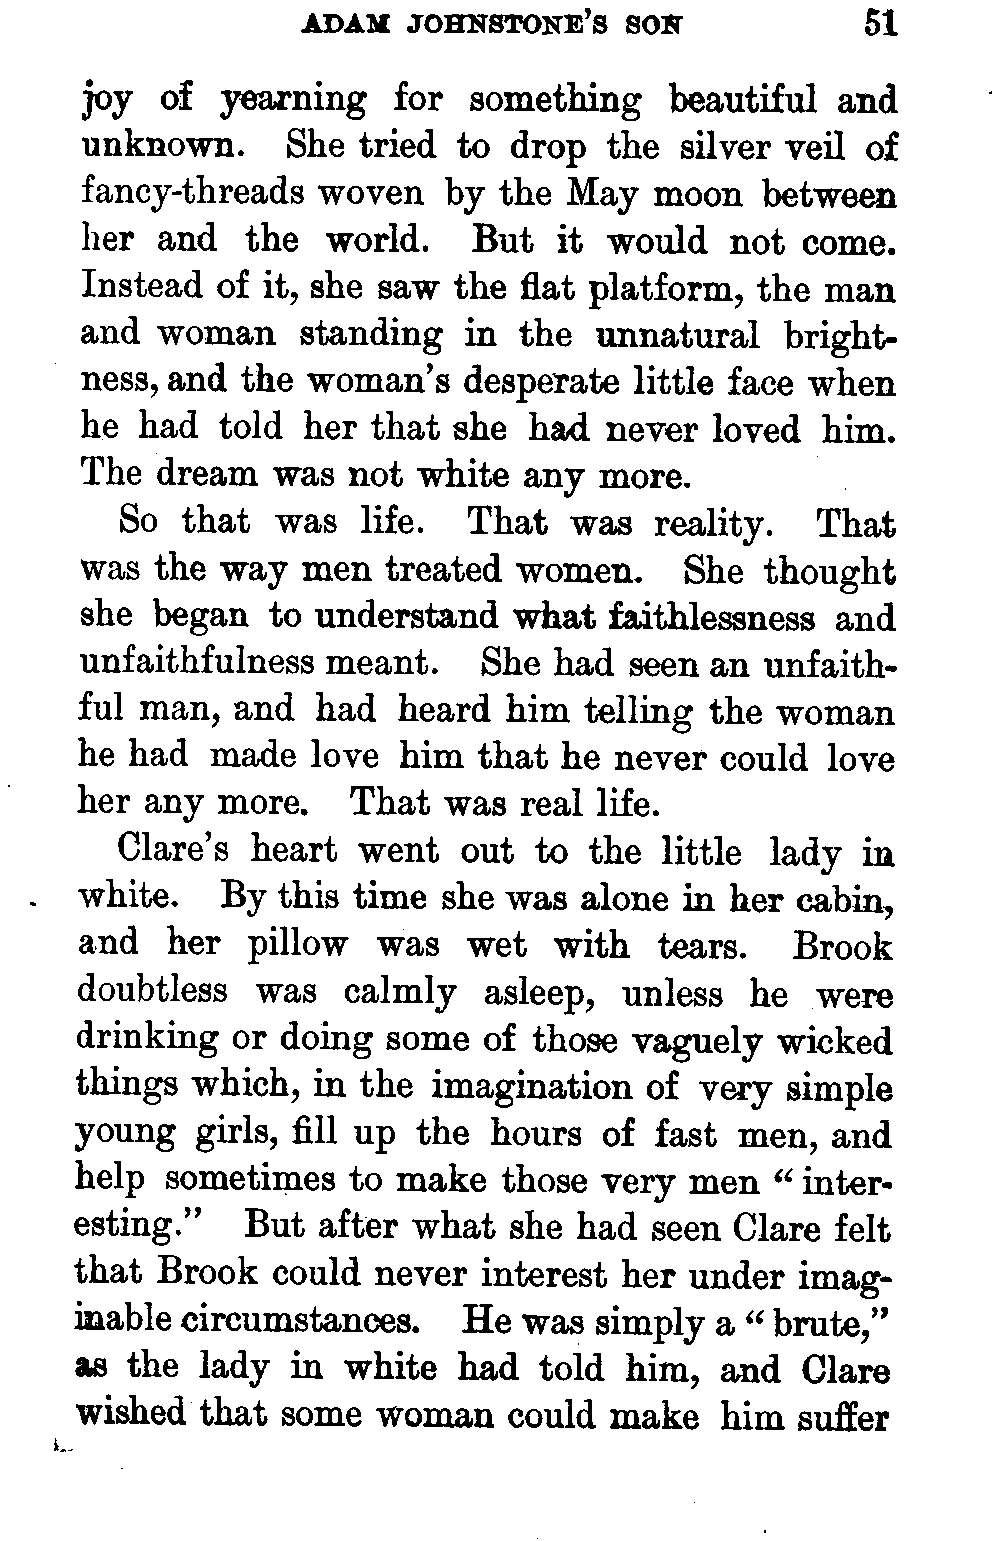 ADAM JOHNSTONE'S SON 51
joy of yearning for something beautiful and
unknown. She tried to drop the silver veil of
fancy-threads woven by the May moon between
her and the world. But it would not come.
Instead of it, she saw the flat platform, the man
and woman standing in the unnatural bright-
ness, and the woman's desperate little face when
he had told her that she had never loved him.
The dream was not white any more.
So that was life. That was reality. That
was the way men treated women. She thought
she began to understand what faithlessness and
unfaithfulness meant. She had seen an unfaith-
ful man, and had heard him telling the woman
he had made love him that he never could love
her any more. That was real life.
Clare's heart went out to the little lady in
white. By this time she was alone in her cabin,
and her pillow was wet with tears. Brook
doubtless was calmly asleep, unless he were
drinking or doing some of those vaguely wicked
things which, in the imagination of very simple
young girls, fill up the hours of fast men, and
help sometimes to make those very men “inter-
esting.” But after what she had seen Clare felt
that Brook could never interest her under imag-
inable circumstances. He was simply a “brute,”
as the lady in white had told him, and Clare
wished that some woman could make him suffer